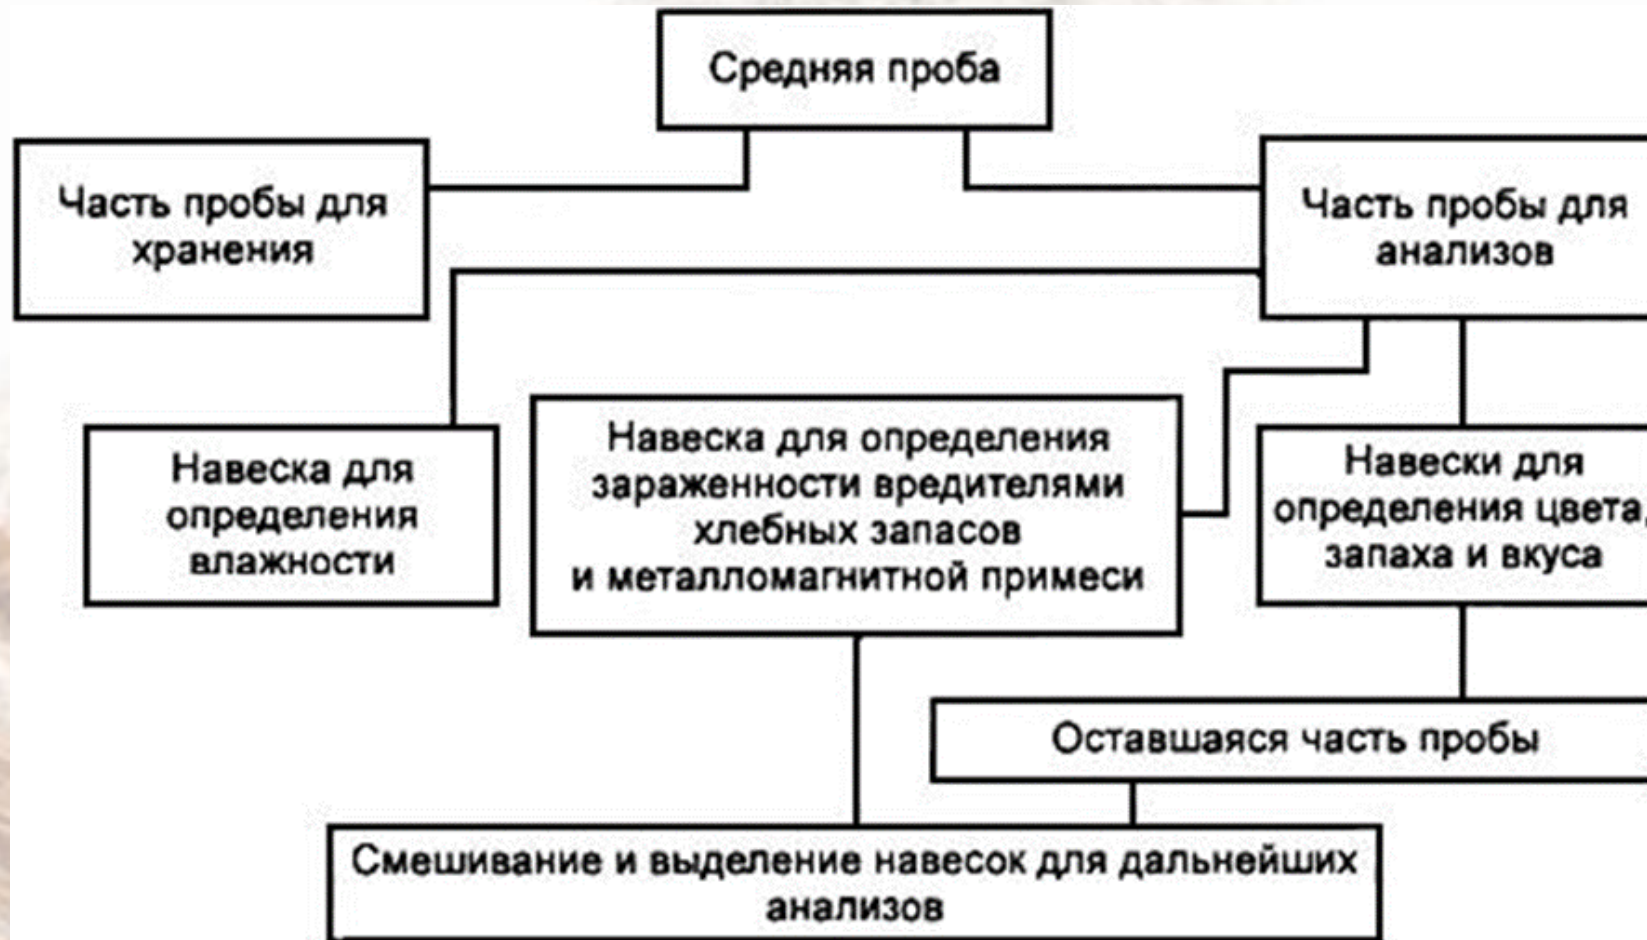 Средняя проба
Часть пробы для
хранения
Часть пробы для
анализов
Навеска для
определения
влажности
Навеска для определения
зараженности вредителями
хлебных запасов
и металломагнитной примеси
Навески для
определения цвета,
запаха и вкуса
Оставшаяся часть пробы
Смешивание и выделение навесок для дальнейших
анализов